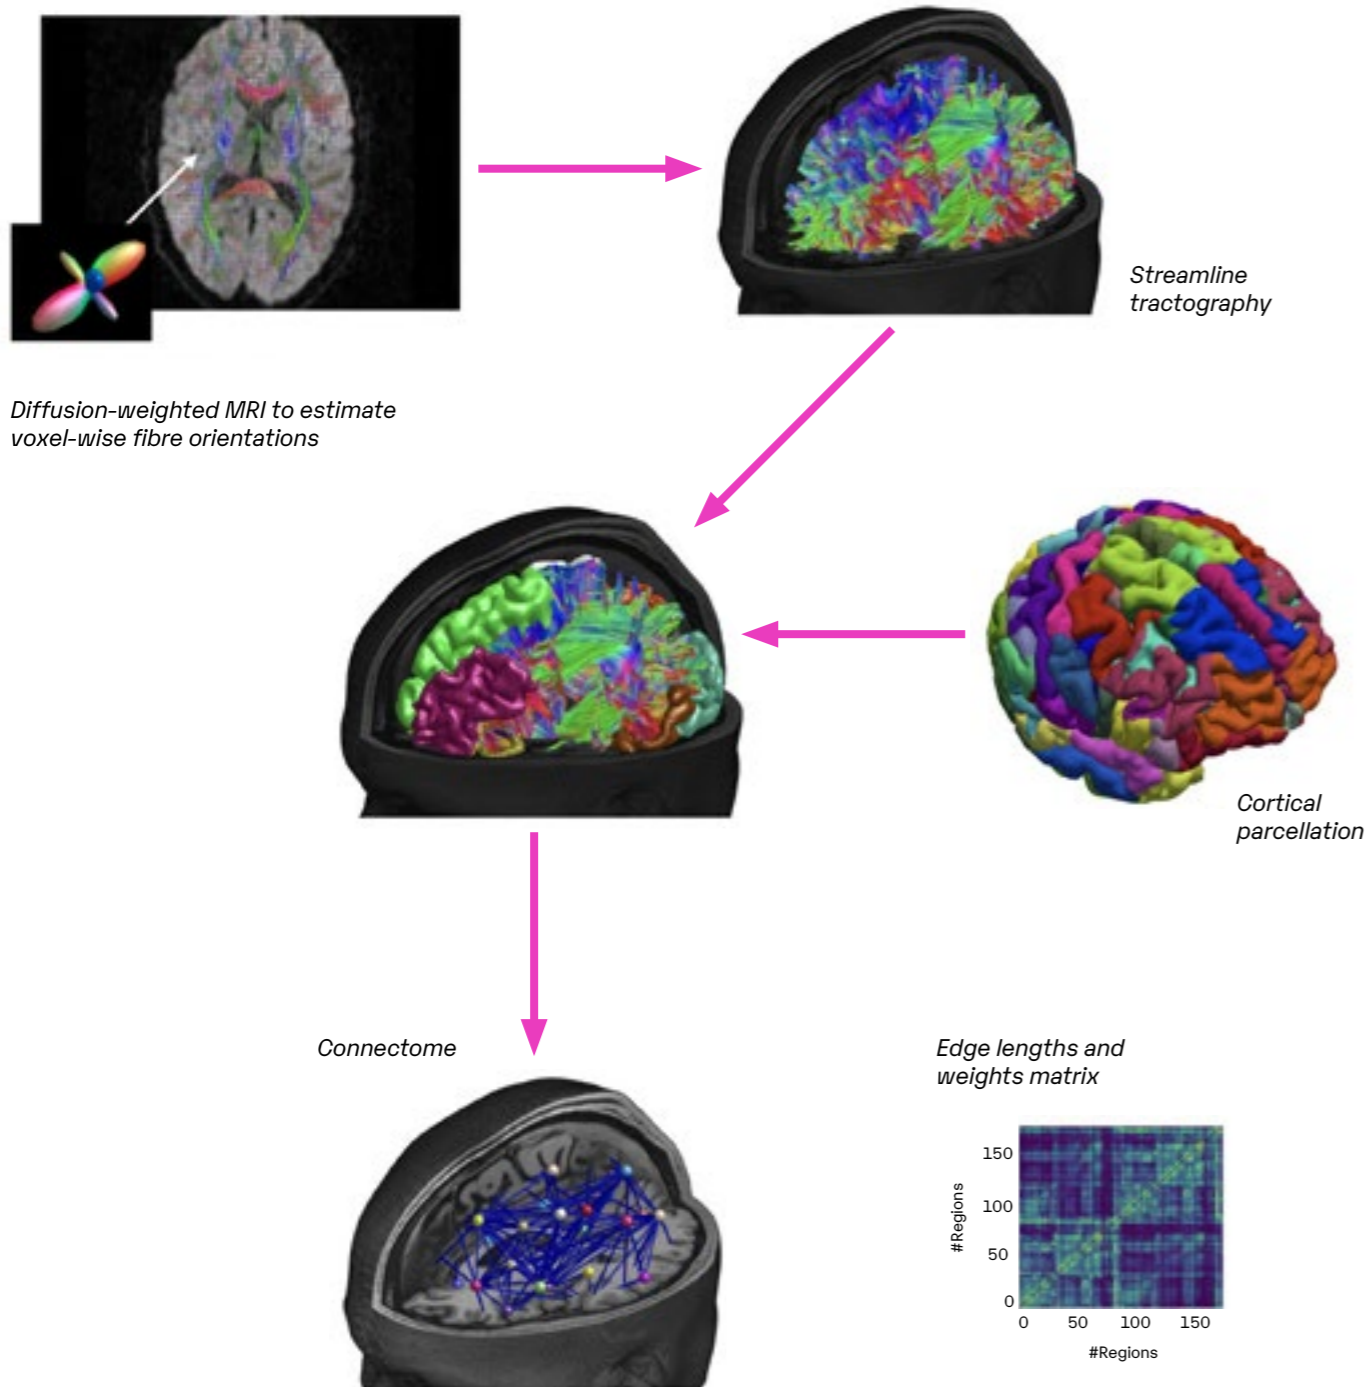 Streamline
tractography
Diffusion-weighted MRI to estimate
voxel-wise fibre orientations
Cortical
parcellation
Connectome
Edge lengths and
weights matrix
150
100
50
0
#Regions
0 50 100 150
#Regions